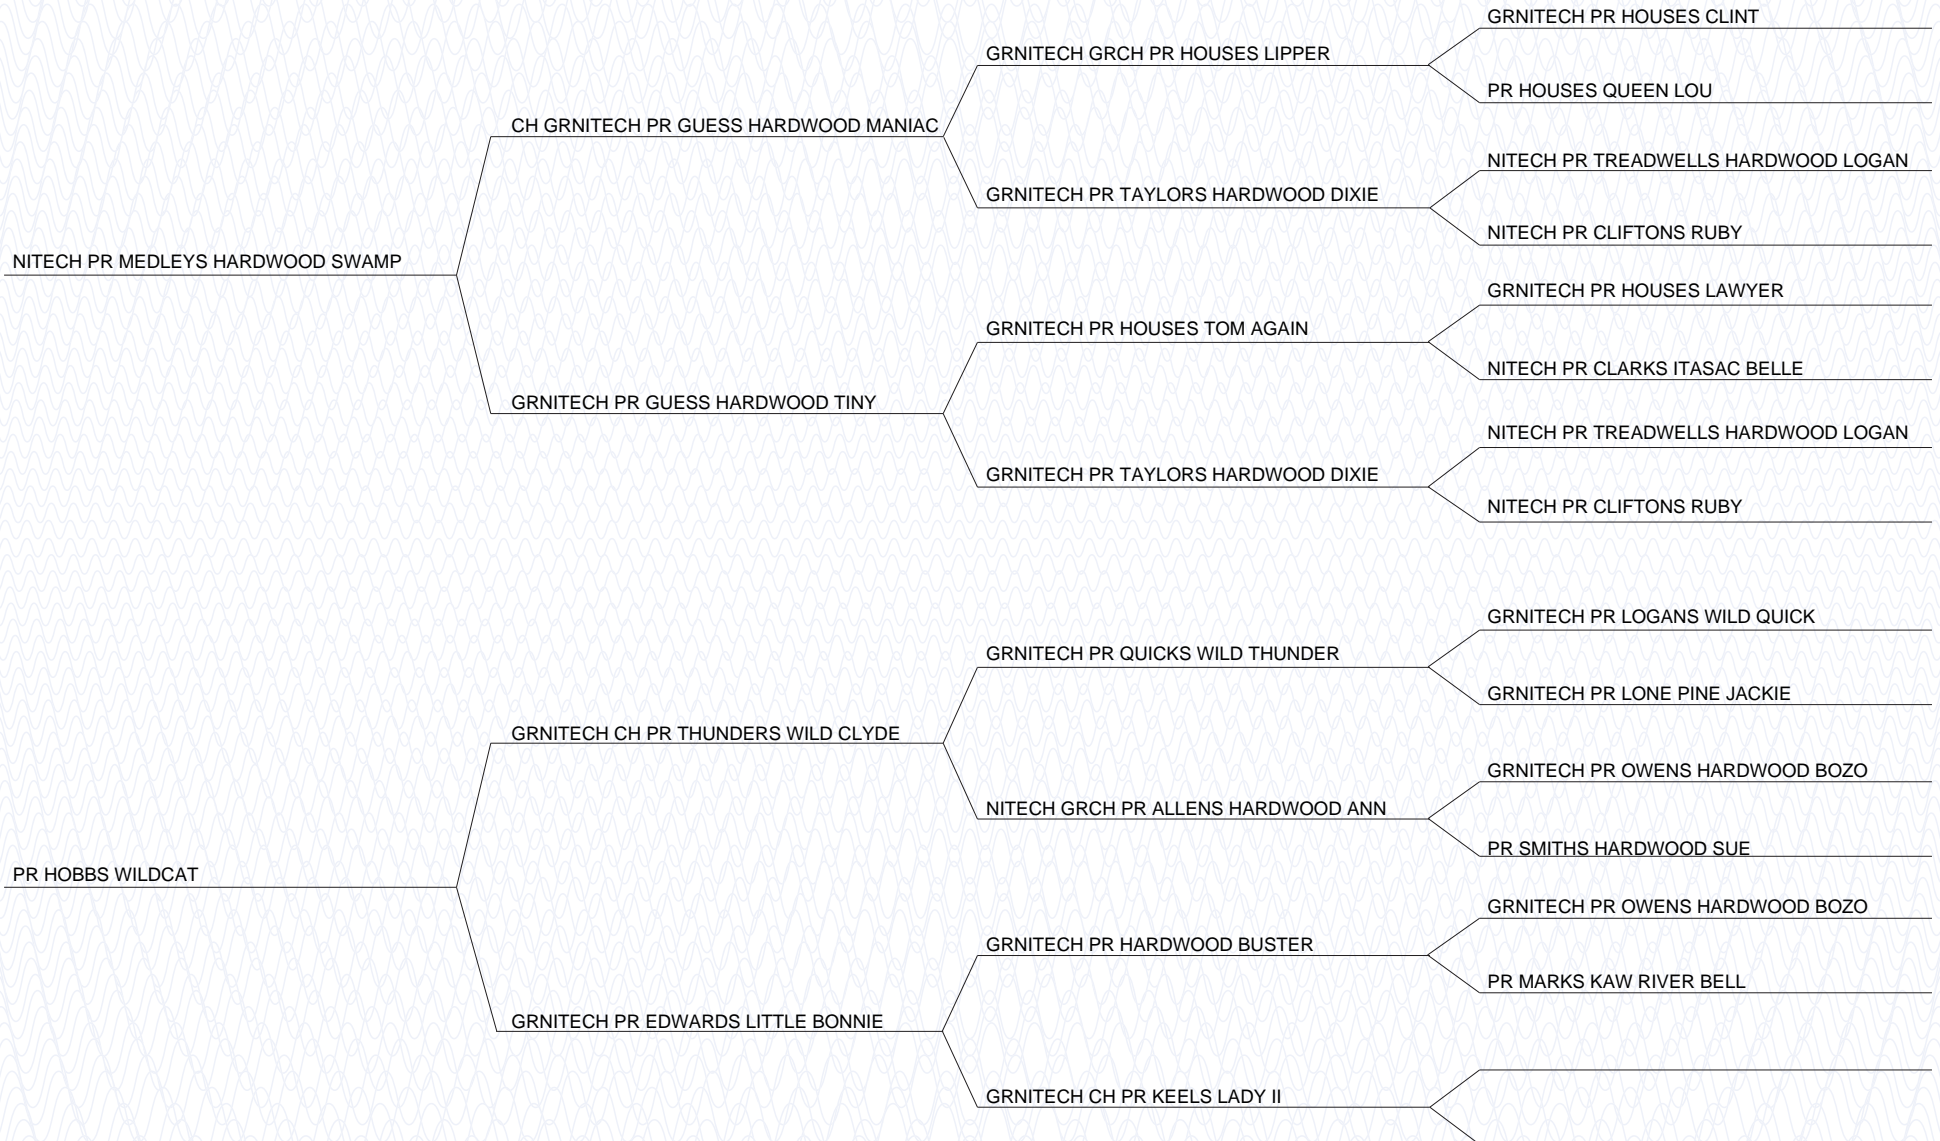 GRNITECH PR HOUSES CLINT
GRNITECH GRCH PR HOUSES LIPPER
PR HOUSES QUEEN LOU
CH GRNITECH PR GUESS HARDWOOD MANIAC
NITECH PR TREADWELLS HARDWOOD LOGAN
GRNITECH PR TAYLORS HARDWOOD DIXIE
NITECH PR CLIFTONS RUBY
NITECH PR MEDLEYS HARDWOOD SWAMP
GRNITECH PR HOUSES LAWYER
GRNITECH PR HOUSES TOM AGAIN
NITECH PR CLARKS ITASAC BELLE
GRNITECH PR GUESS HARDWOOD TINY
NITECH PR TREADWELLS HARDWOOD LOGAN
GRNITECH PR TAYLORS HARDWOOD DIXIE
NITECH PR CLIFTONS RUBY
GRNITECH PR LOGANS WILD QUICK
GRNITECH PR QUICKS WILD THUNDER
GRNITECH PR LONE PINE JACKIE
GRNITECH CH PR THUNDERS WILD CLYDE
GRNITECH PR OWENS HARDWOOD BOZO
NITECH GRCH PR ALLENS HARDWOOD ANN
PR SMITHS HARDWOOD SUE
PR HOBBS WILDCAT
GRNITECH PR OWENS HARDWOOD BOZO
GRNITECH PR HARDWOOD BUSTER
PR MARKS KAW RIVER BELL
GRNITECH PR EDWARDS LITTLE BONNIE
GRNITECH CH PR KEELS LADY II